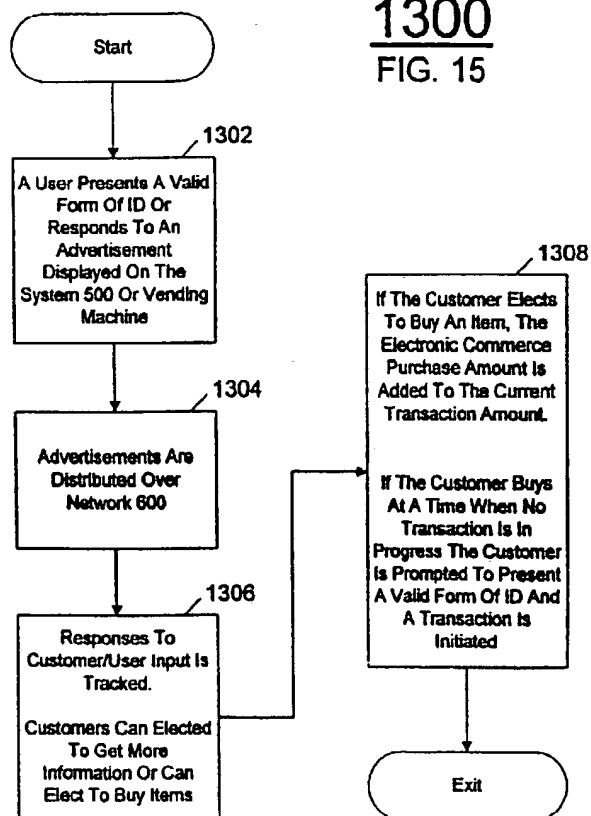 1300
FIG. 15
Start
1302
A User Presents A Valid
Form Of ID Or
Responds To An
Advertisement
Displayed On The
System 500 Or Vending
Machine
1304
Advertisements Are
Distributed Over
Network 600
1306
Responses To
Customer/User Input Is
Tracked.
Customers Can Elected
To Get More
Information Or Can
Elect To Buy Items
1308
If The Customer Elects
To Buy An Item, The
Electronic Commerce
Purchase Amount Is
Added To The Current
Transaction Amount.
If The Customer Buys
At A Time When No
Transaction Is In
Progress The Customer
Is Prompted To Present
A Valid Form Of ID And
A Transaction Is
Initiated
Exit